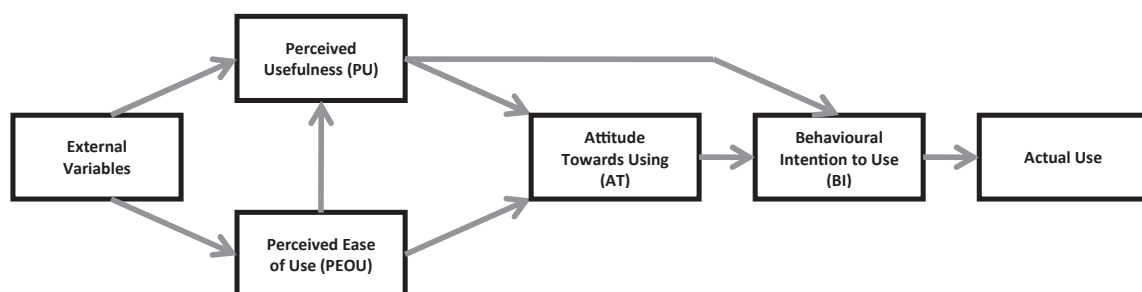 Perceived
Usefulness (PU)
External
Variables
Perceived Ease
of Use (PEOU)
Attitude
Towards Using
(AT)
Behavioural
Intention to Use
(BI)
Actual Use